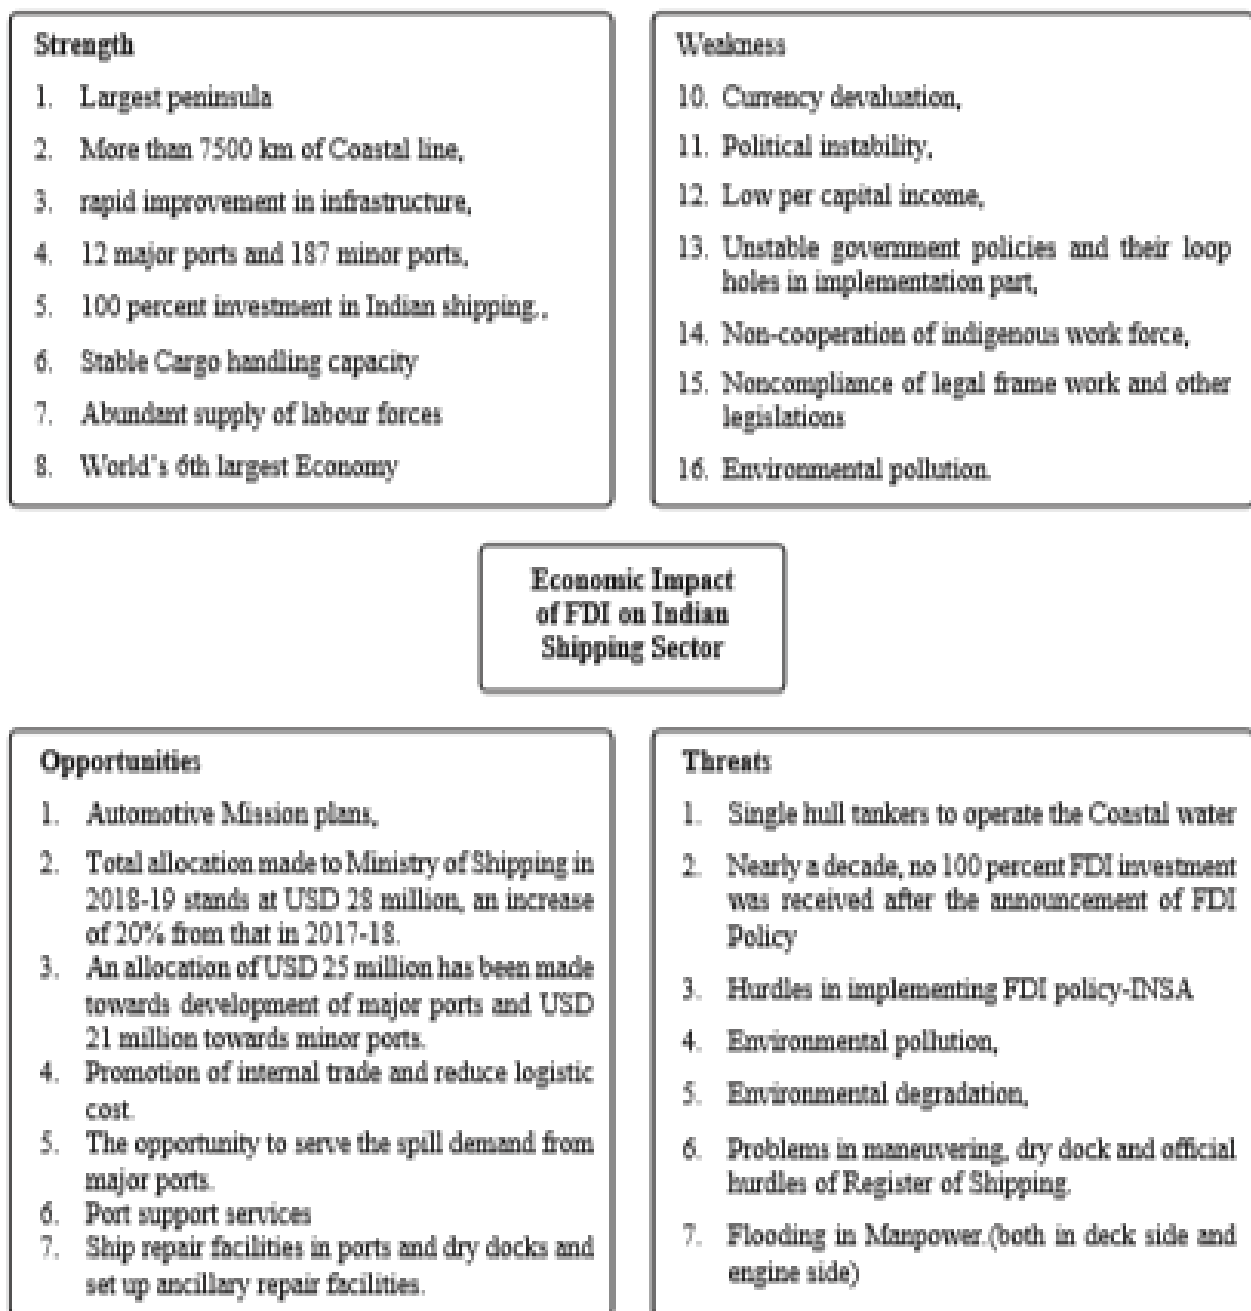 Strength
1. Largest peninsula
2. More than 7500 km of Coastal line,
3. rapid improvement in infrastructure,
4. 12 major ports and 187 minor ports,
5. 100 percent investment in Indian shipping.,
6. Stable Cargo handling capacity
7. Abundant supply of labour forces
8. World's 6th largest Economy
Weakness
10. Currency devaluation,
11. Political instability,
12. Low per capital income,
13. Unstable government policies and their loop
holes in implementation part,
14. Non-cooperation of indigenous work force,
15. Noncompliance of legal frame work and other
legislations
16. Environmental pollution.
Economic Impact
of FDI on Indian
Shipping Sector
Opportunities
1. Automotive Mission plans,
2. Total allocation made to Ministry of Shipping in
2018-19 stands at USD 28 million, an increase
of 20% from that in 2017-18.
3. An allocation of USD 25 million has been made
towards development of major ports and USD
21 million towards minor ports.
4. Promotion of internal trade and reduce logistic
cost.
5. The opportunity to serve the spill demand from
major ports.
6. Port support services
7. Ship repair facilities in ports and dry docks and
set up ancillary repair facilities.
Threats
1. Single hull tankers to operate the Coastal water
2. Nearly a decade, no 100 percent FDI investment
was received after the announcement of FDI
Policy
3. Hurdles in implementing FDI policy-INSA
4. Environmental pollution,
5. Environmental degradation,
6. Problems in maneuvering, dry dock and official
hurdles of Register of Shipping.
7. Flooding in Manpower.(both in deck side and
engine side)